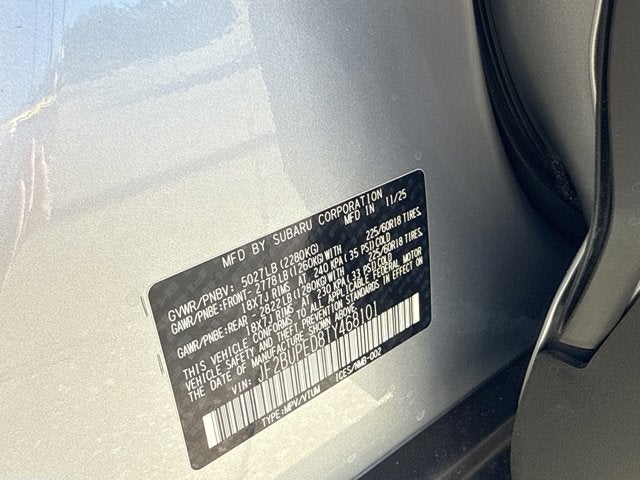 MFD BY SUBARU CORPORATION
MFD IN 11/25
GVWR/PNBV: 5027LB (2280KG)
GAWR/PNBE:FRONT- 2778LB (1260KG) WITH 225/60R18 TIRES,
18X7J RIMS AT 240 KPA (35 PSI) COLD
GAWR/PNBE:REAR - 2822LB (1280KG) WITH 225/60R18 TIRES,
18X7J RIMS AT 230 KPA (33 PSI) COLD
THIS VEHICLE CONFORMS TO ALL APPLICABLE FEDERAL MOTOR
VEHICLE SAFETY AND THEFT PREVENTION STANDARDS IN EFFECT
ON THE DATE OF MANUFACTURE SHOWN ABOVE.
VIN: JF2BUPED8TY468101
TYPE:MPV/VTUM ICES/NMB-002